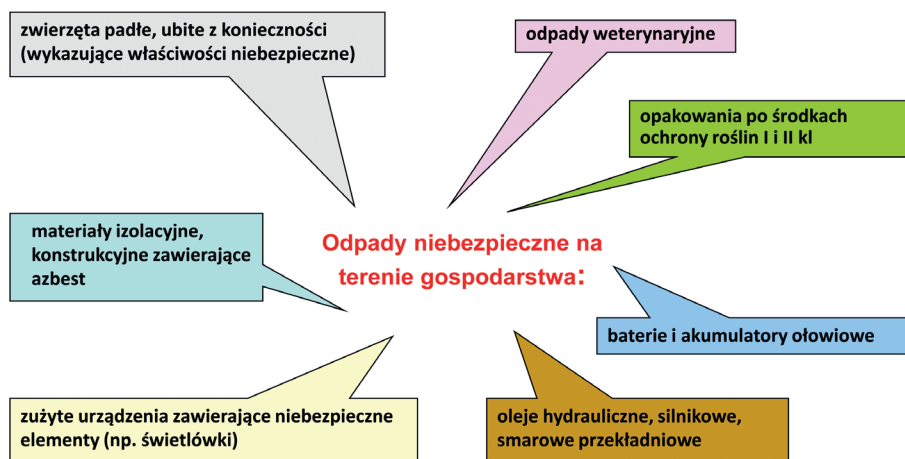 zwierzęta padłe, ubite z konieczności
(wykazujące właściwości niebezpieczne)
odpady weterynaryjne
opakowania po środkach
ochrony roślin I i II kl
materiały izolacyjne,
konstrukcyjne zawierające
azbest
Odpady niebezpieczne na
terenie gospodarstwa:
baterie i akumulatory ołowiowe
zużyte urządzenia zawierające niebezpieczne
elementy (np. świetlówki)
oleje hydrauliczne, silnikowe,
smarowe przekładniowe